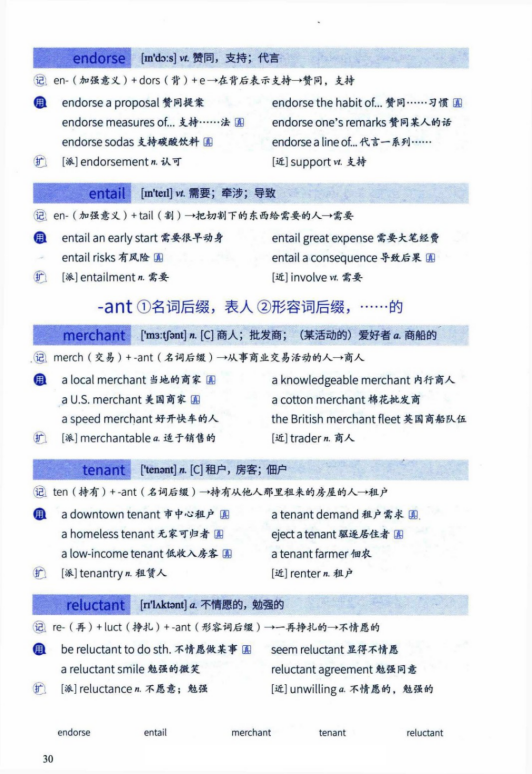 endorse [ɪn'dɔ:s] vt. 赞同，支持；代言
记 en-（加强意义）+ dors（背）+ e→在背后表示支持→赞同，支持
用 endorse a proposal 赞同提案 endorse the habit of... 赞同……习惯 真
endorse measures of... 支持……法 真 endorse one's remarks 赞同某人的话
endorse sodas 支持碳酸饮料 真 endorse a line of... 代言一系列……
扩 [派] endorsement n. 认可 [近] support vt. 支持
entail [ɪn'teɪl] vt. 需要；牵涉；导致
记 en-（加强意义）+ tail（割）→把切割下的东西给需要的人→需要
用 entail an early start 需要很早动身 entail great expense 需要大笔经费
entail risks 有风险 真 entail a consequence 导致后果 真
扩 [派] entailment n. 需要 [近] involve vt. 需要
-ant ①名词后缀，表人 ②形容词后缀，……的
merchant ['mɜ:tʃənt] n. [C] 商人；批发商；（某活动的）爱好者 a. 商船的
记 merch（交易）+ -ant（名词后缀）→从事商业交易活动的人→商人
用 a local merchant 当地的商家 真 a knowledgeable merchant 内行商人
a U.S. merchant 美国商家 真 a cotton merchant 棉花批发商
a speed merchant 好开快车的人 the British merchant fleet 英国商船队伍
扩 [派] merchantable a. 适于销售的 [近] trader n. 商人
tenant ['tenənt] n. [C] 租户，房客；佃户
记 ten（持有）+ -ant（名词后缀）→持有从他人那里租来的房屋的人→租户
用 a downtown tenant 市中心租户 真 a tenant demand 租户需求 真
a homeless tenant 无家可归者 真 eject a tenant 驱逐居住者 真
a low-income tenant 低收入房客 真 a tenant farmer 佃农
扩 [派] tenantry n. 租赁人 [近] renter n. 租户
reluctant [rɪ'lʌktənt] a. 不情愿的，勉强的
记 re-（再）+ luct（挣扎）+ -ant（形容词后缀）→一再挣扎的→不情愿的
用 be reluctant to do sth. 不情愿做某事 真 seem reluctant 显得不情愿
a reluctant smile 勉强的微笑 reluctant agreement 勉强同意
扩 [派] reluctance n. 不愿意；勉强 [近] unwilling a. 不情愿的，勉强的
endorse entail merchant tenant reluctant
30